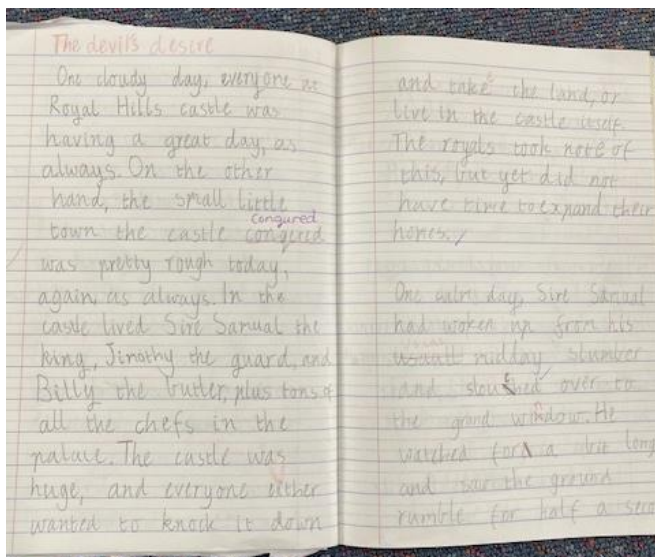 The devil's desire
One cloudy day, everyone at
Royal Hills castle was
having a great day, as
always. On the other
hand, the small little
congured
town the castle congered
was pretty rough today,
again, as always. In the
castle lived Sire Samual the
king, Jimothy the guard, and
Billy the butler, plus tons of
all the chefs in the
palace. The castle was
huge, and everyone either
wanted to knock it down
and take the land, or
live in the castle itself.
The royals took note of
this, but yet did not
have time to expand their
homes.
One calm day, Sire Samual
had woken up from his
usuall midday slumber
and over to
the grand window. He
watched for a bit long
and saw the ground
rumble for half a seco